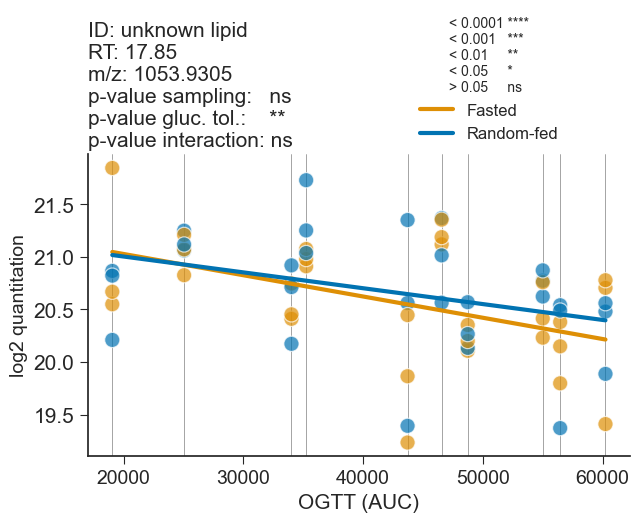 ID: unknown lipid
RT: 17.85
m/z: 1053.9305
p-value sampling: ns
p-value gluc. tol.: **
p-value interaction: ns
< 0.0001 ****
< 0.001 ***
< 0.01 **
< 0.05 *
> 0.05 ns
Fasted
Random-fed
log2 quantitation
21.5
21.0
20.5
20.0
19.5
20000 30000 40000 50000 60000
OGTT (AUC)